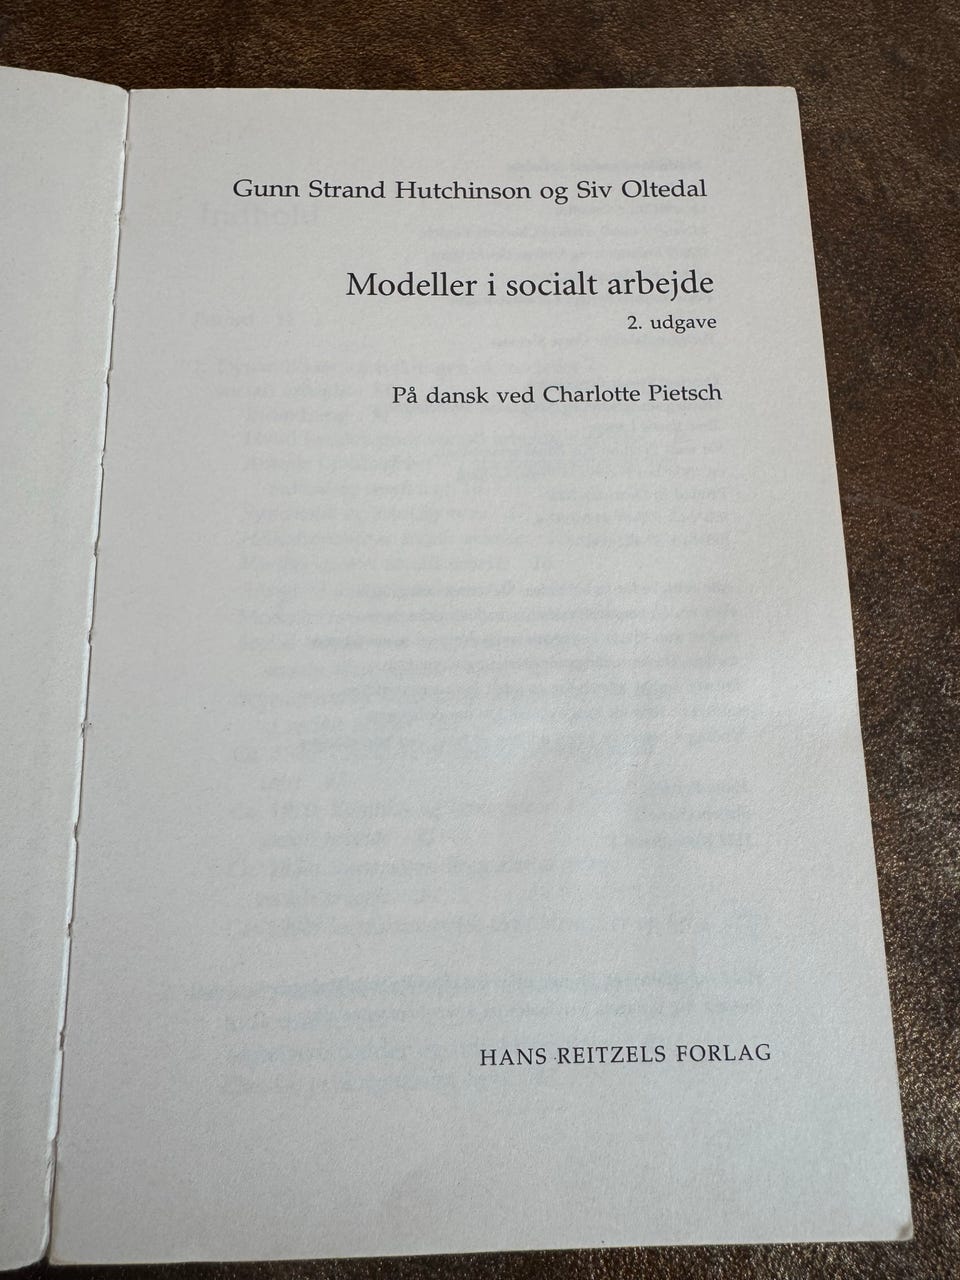 Gunn Strand Hutchinson og Siv Oltedal
Modeller i socialt arbejde
2. udgave
På dansk ved Charlotte Pietsch
HANS REITZELS FORLAG